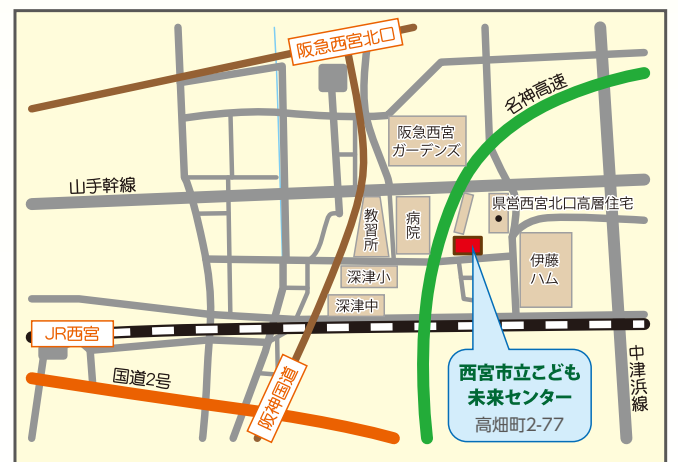 阪急西宮北口
名神高速
阪急西宮
ガーデンズ
山手幹線
県営西宮北口高層住宅
教習所
病院
伊藤
ハム
深津小
深津中
JR西宮
国道2号
阪神国道
中津浜線
西宮市立こども
未来センター
高畑町2-77